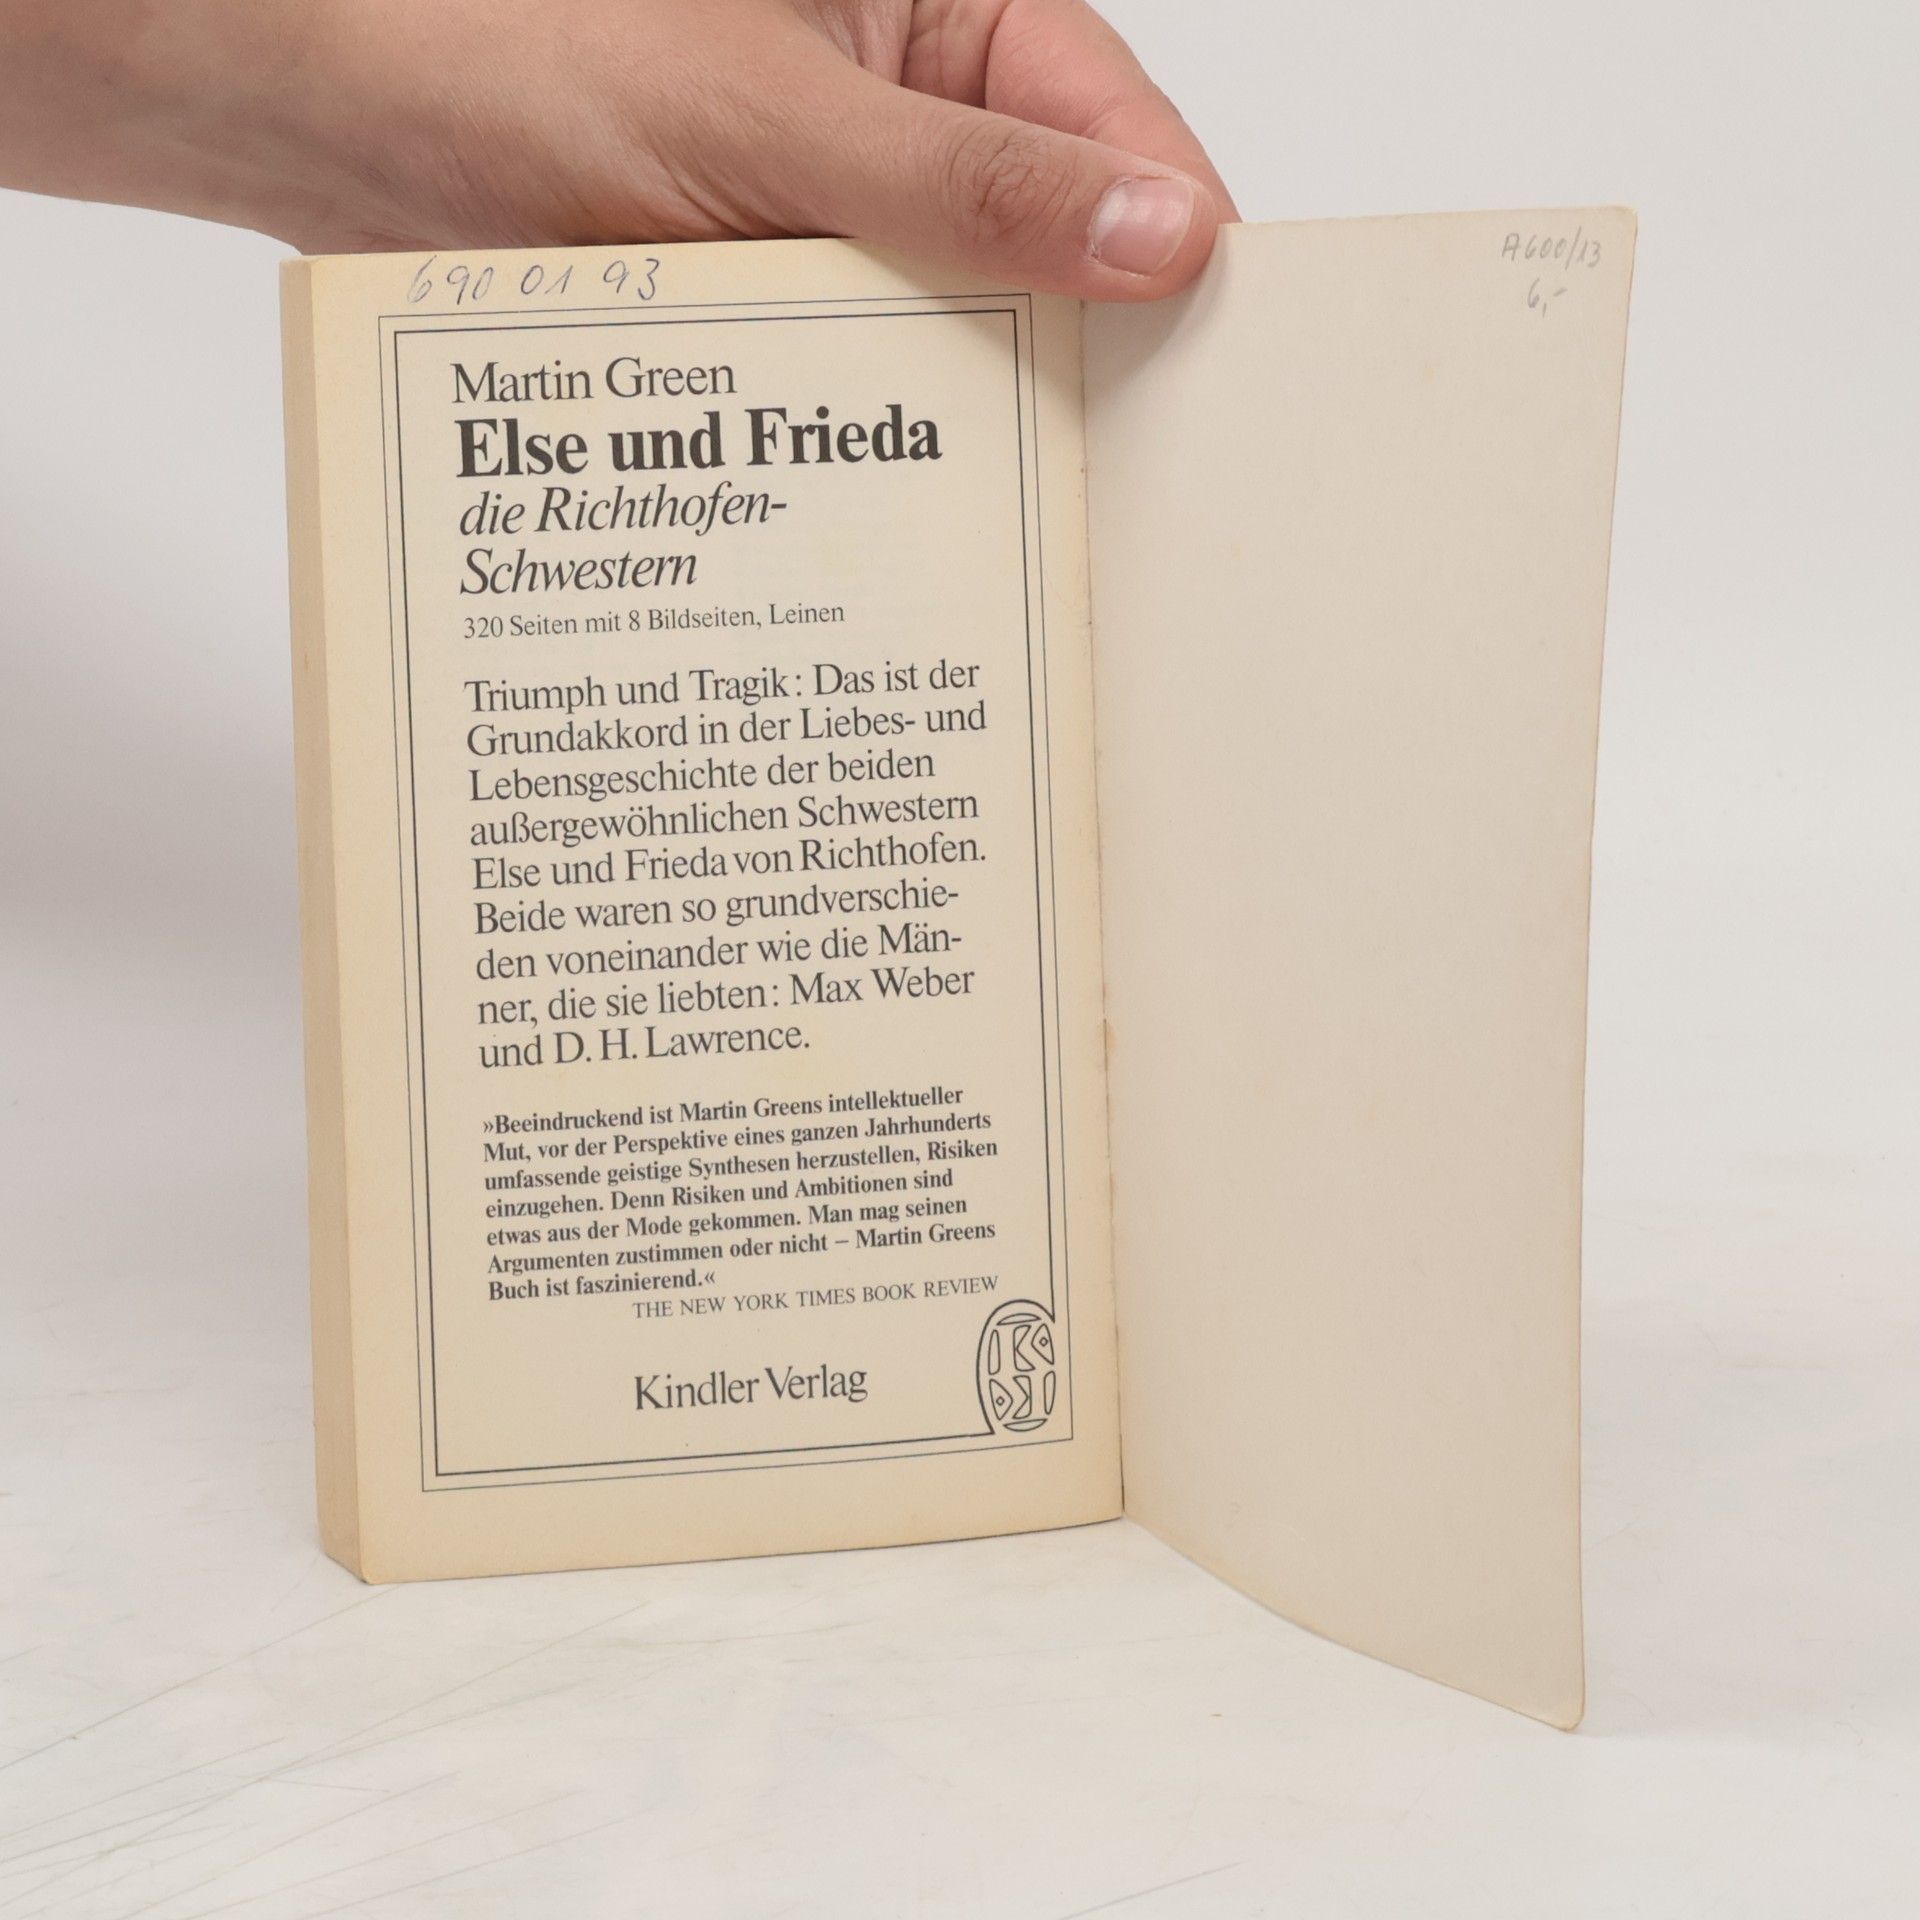 690 01 93
Martin Green
Else und Frieda
die Richthofen-
Schwestern
320 Seiten mit 8 Bildseiten, Leinen
Triumph und Tragik: Das ist der
Grundakkord in der Liebes- und
Lebensgeschichte der beiden
außergewöhnlichen Schwestern
Else und Frieda von Richthofen.
Beide waren so grundverschie-
den voneinander wie die Män-
ner, die sie liebten: Max Weber
und D. H. Lawrence.
»Beeindruckend ist Martin Greens intellektueller
Mut, vor der Perspektive eines ganzen Jahrhunderts
umfassende geistige Synthesen herzustellen, Risiken
einzugehen. Denn Risiken und Ambitionen sind
etwas aus der Mode gekommen. Man mag seinen
Argumenten zustimmen oder nicht – Martin Greens
Buch ist faszinierend.«
THE NEW YORK TIMES BOOK REVIEW
Kindler Verlag
A600/13
6,-